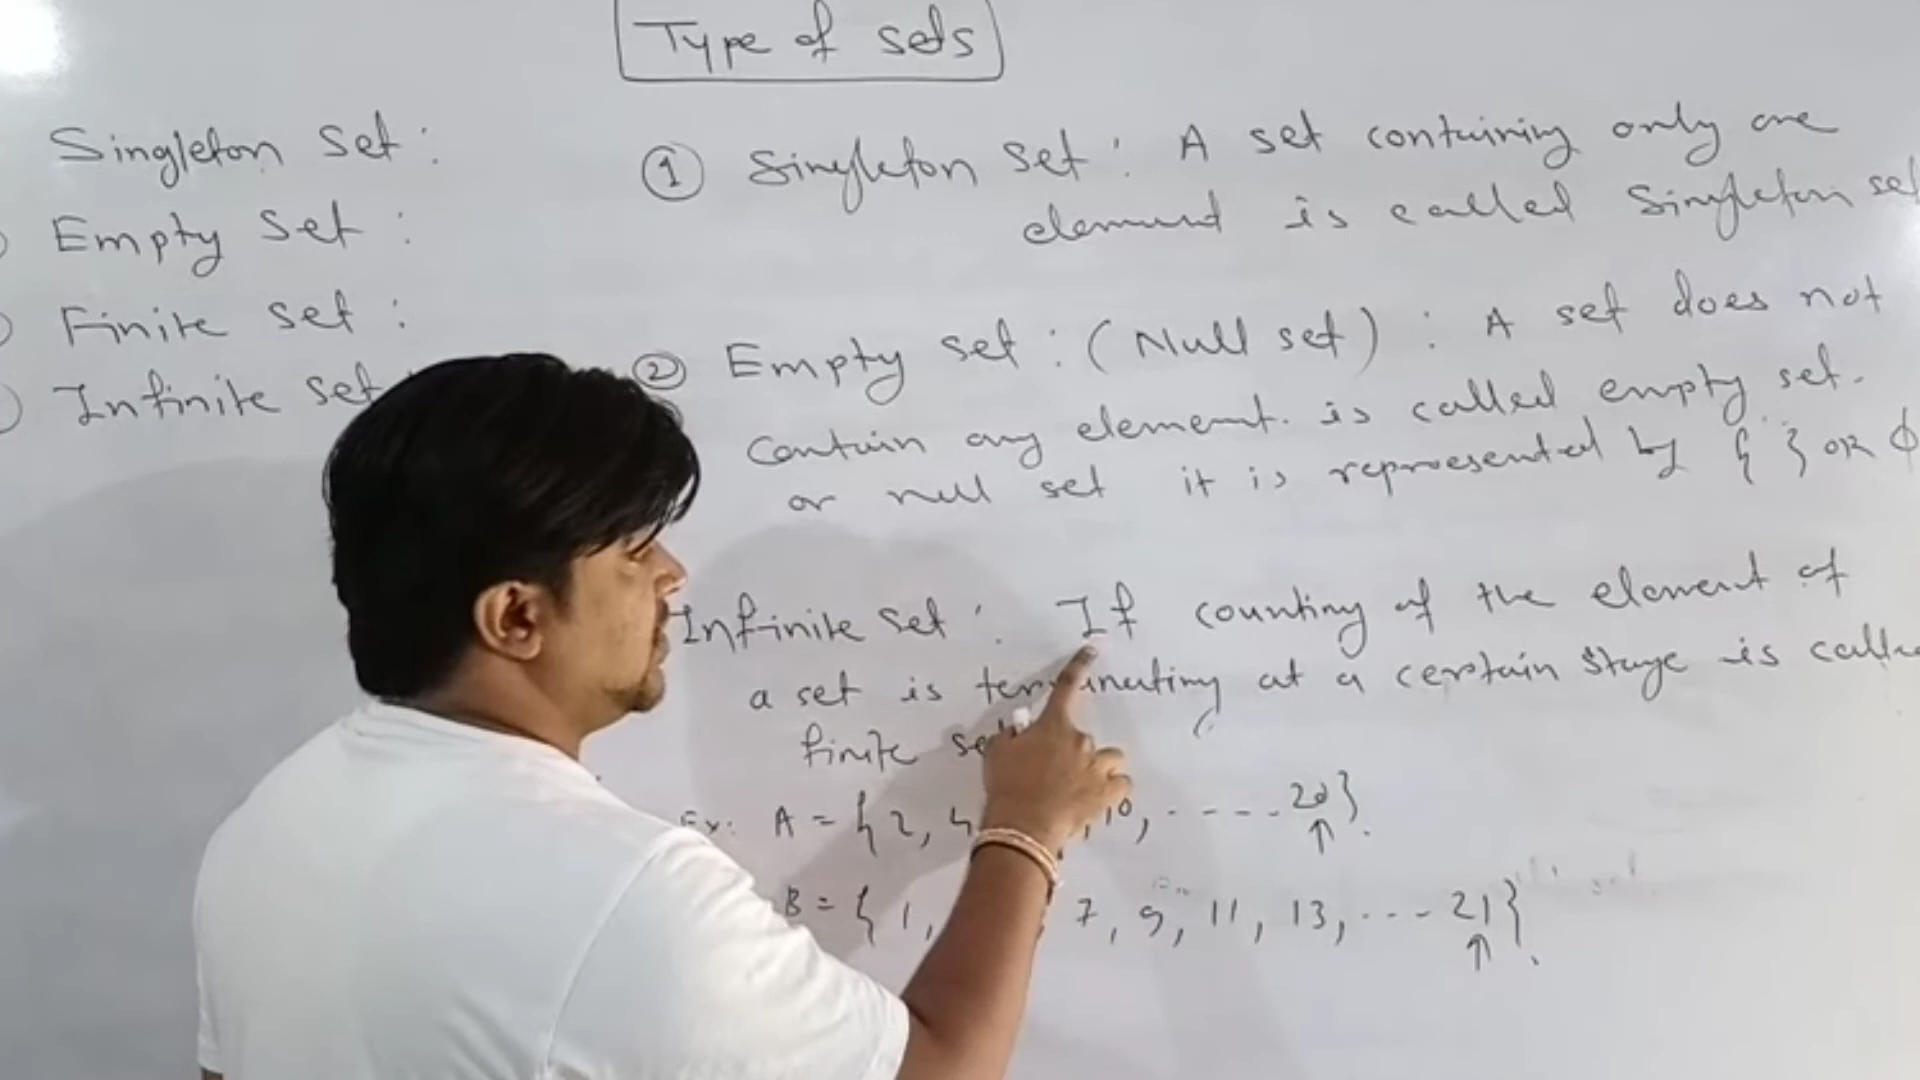 Type of sets
Singleton Set :
Empty Set :
Finite set :
Infinite set
① Singleton Set : A set containing only one
element is called Singleton set
② Empty set : (Null set) : A set does not
Contain any element. is called empty set.
or null set it is represented by { } OR ϕ
Infinite set : If counting of the element of
a set is terminating at a certain stage is
finite set
Ex: A = { 2, 4 , 10, ----- 20}.
↑
B = { 1, 7, 9, 11, 13, --- 21}.
↑